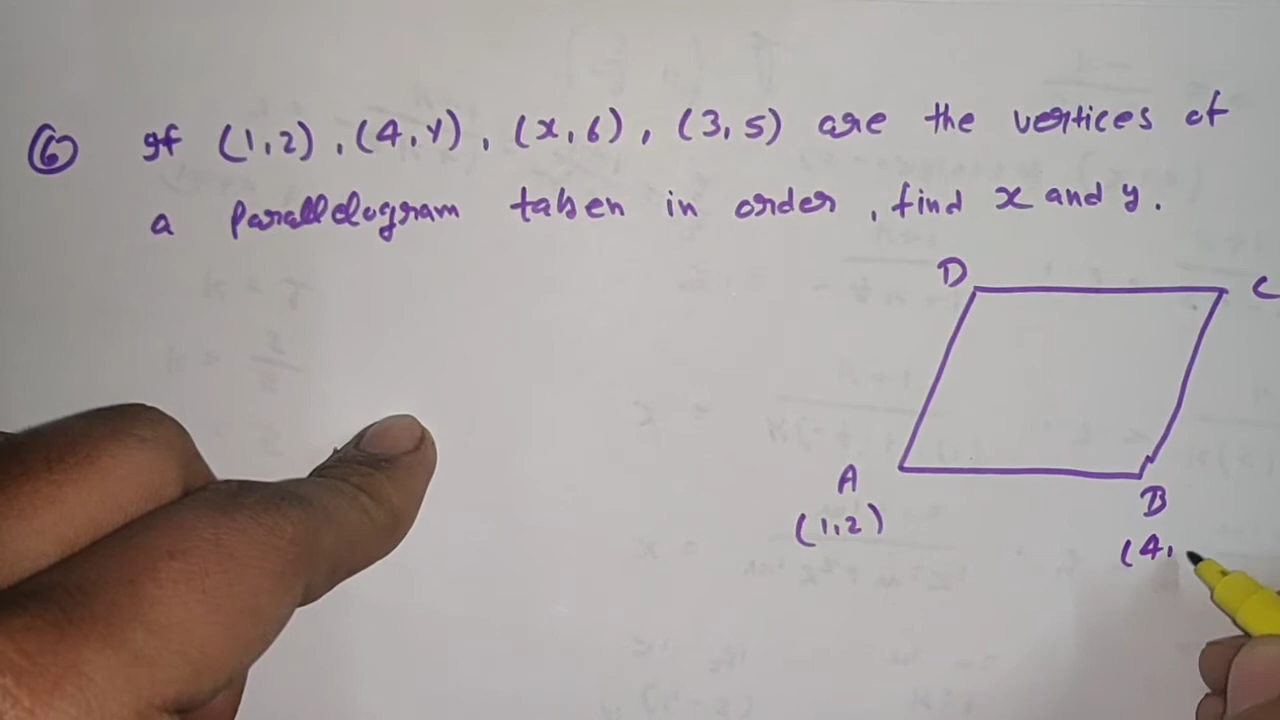 6 If (1,2), (4,Y), (x,6), (3,5) are the vertices of
a parallelogram taken in order, find x and y.
D
C
A
B
(1,2)
(4,